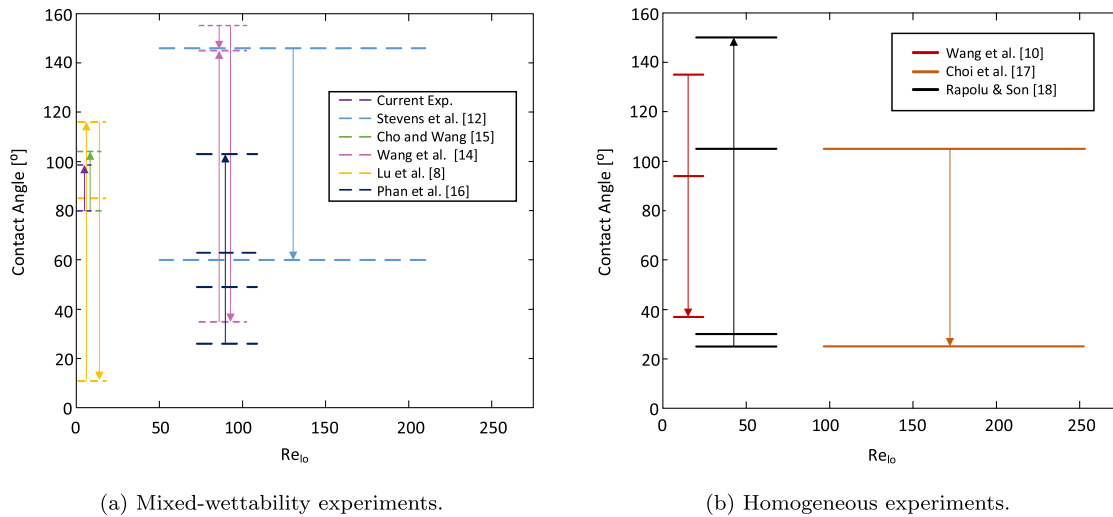 160
140
120
100
80
60
40
20
0
0 50 100 150 200 250
Contact Angle [º]
Re_lo
Current Exp.
Stevens et al. [12]
Cho and Wang [15]
Wang et al. [14]
Lu et al. [8]
Phan et al. [16]
(a) Mixed-wettability experiments.
160
140
120
100
80
60
40
20
0
0 50 100 150 200 250
Contact Angle [º]
Re_lo
Wang et al. [10]
Choi et al. [17]
Rapolu & Son [18]
(b) Homogeneous experiments.